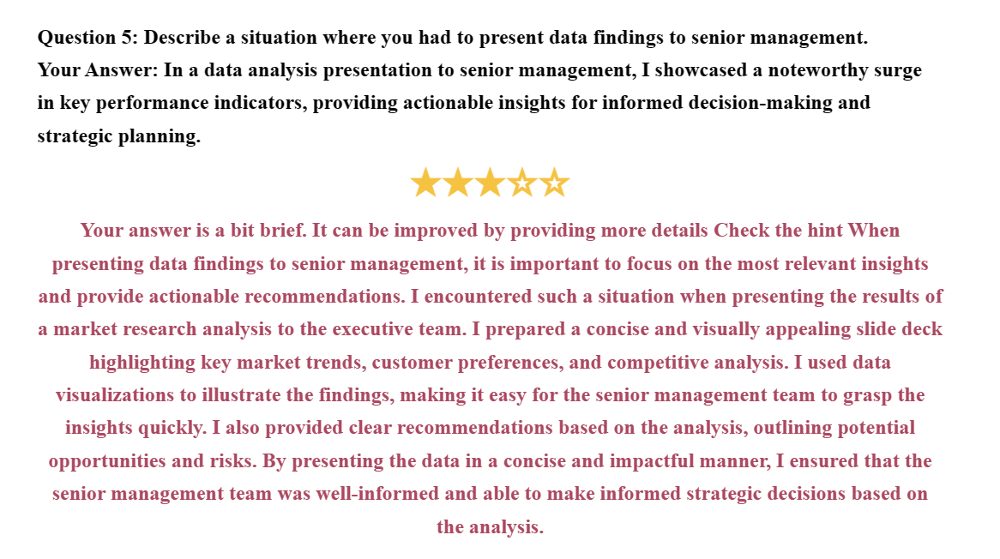 Question 5: Describe a situation where you had to present data findings to senior management.
Your Answer: In a data analysis presentation to senior management, I showcased a noteworthy surge
in key performance indicators, providing actionable insights for informed decision-making and
strategic planning.
Your answer is a bit brief. It can be improved by providing more details Check the hint When
presenting data findings to senior management, it is important to focus on the most relevant insights
and provide actionable recommendations. I encountered such a situation when presenting the results of
a market research analysis to the executive team. I prepared a concise and visually appealing slide deck
highlighting key market trends, customer preferences, and competitive analysis. I used data
visualizations to illustrate the findings, making it easy for the senior management team to grasp the
insights quickly. I also provided clear recommendations based on the analysis, outlining potential
opportunities and risks. By presenting the data in a concise and impactful manner, I ensured that the
senior management team was well-informed and able to make informed strategic decisions based on
the analysis.